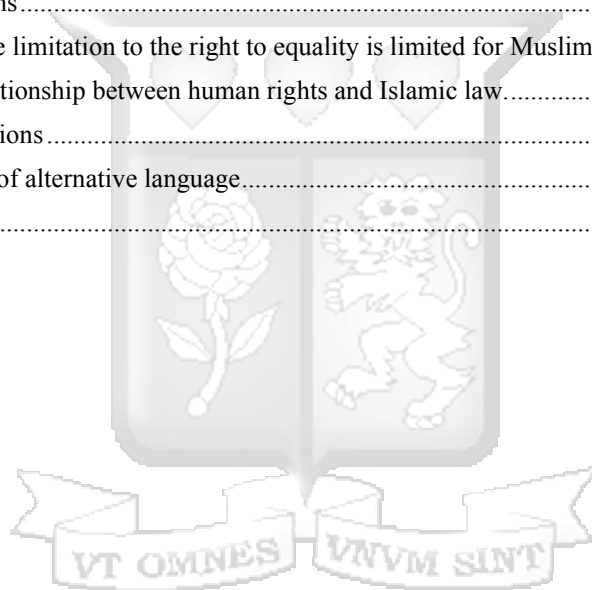 ns.......................................................................
e limitation to the right to equality is limited for Muslim
tionship between human rights and Islamic law..............
ions.....................................................................
of alternative language..................................................
.........................................................................
VT OMNES VNVM SINT